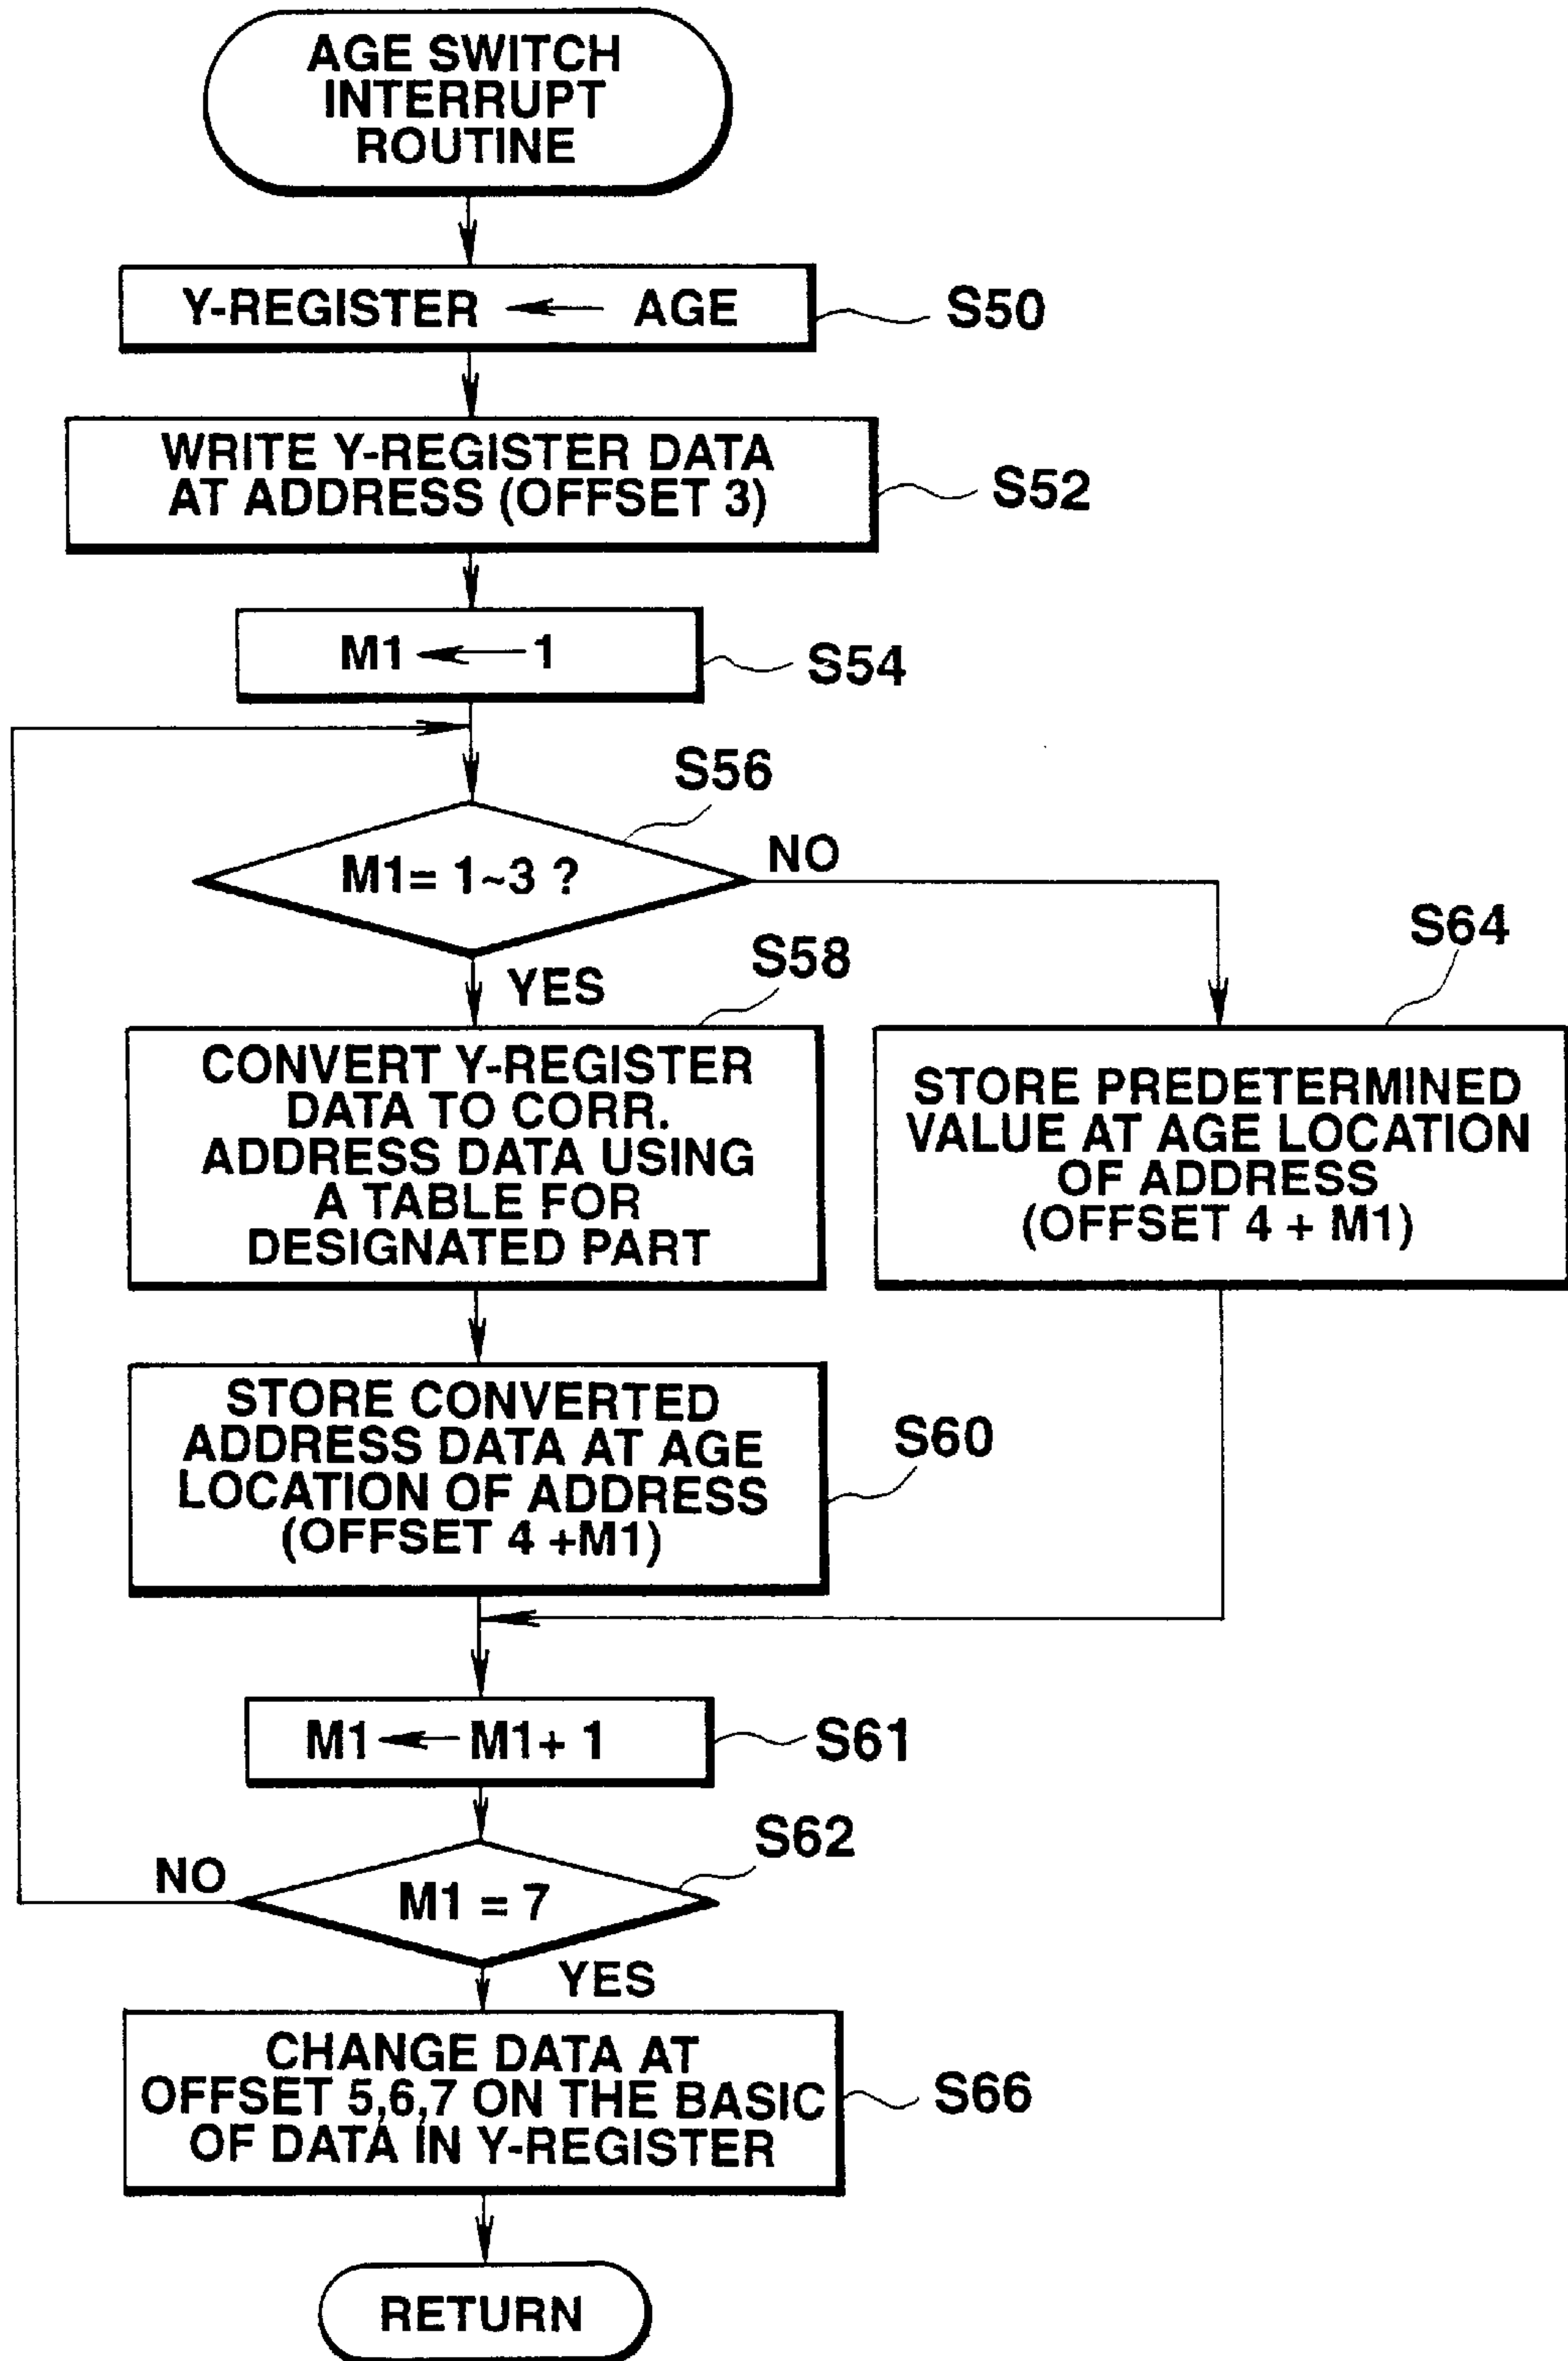 AGE SWITCH
INTERRUPT
ROUTINE
Y-REGISTER ← AGE
S50
WRITE Y-REGISTER DATA
AT ADDRESS (OFFSET 3)
S52
M1 ← 1
S54
S56
M1= 1~3 ?
NO
YES
S58
S64
CONVERT Y-REGISTER
DATA TO CORR.
ADDRESS DATA USING
A TABLE FOR
DESIGNATED PART
STORE PREDETERMINED
VALUE AT AGE LOCATION
OF ADDRESS
(OFFSET 4 + M1)
STORE CONVERTED
ADDRESS DATA AT AGE
LOCATION OF ADDRESS
(OFFSET 4 +M1)
S60
M1 ← M1+ 1
S61
S62
NO
M1 = 7
YES
CHANGE DATA AT
OFFSET 5,6,7 ON THE BASIC
OF DATA IN Y-REGISTER
S66
RETURN